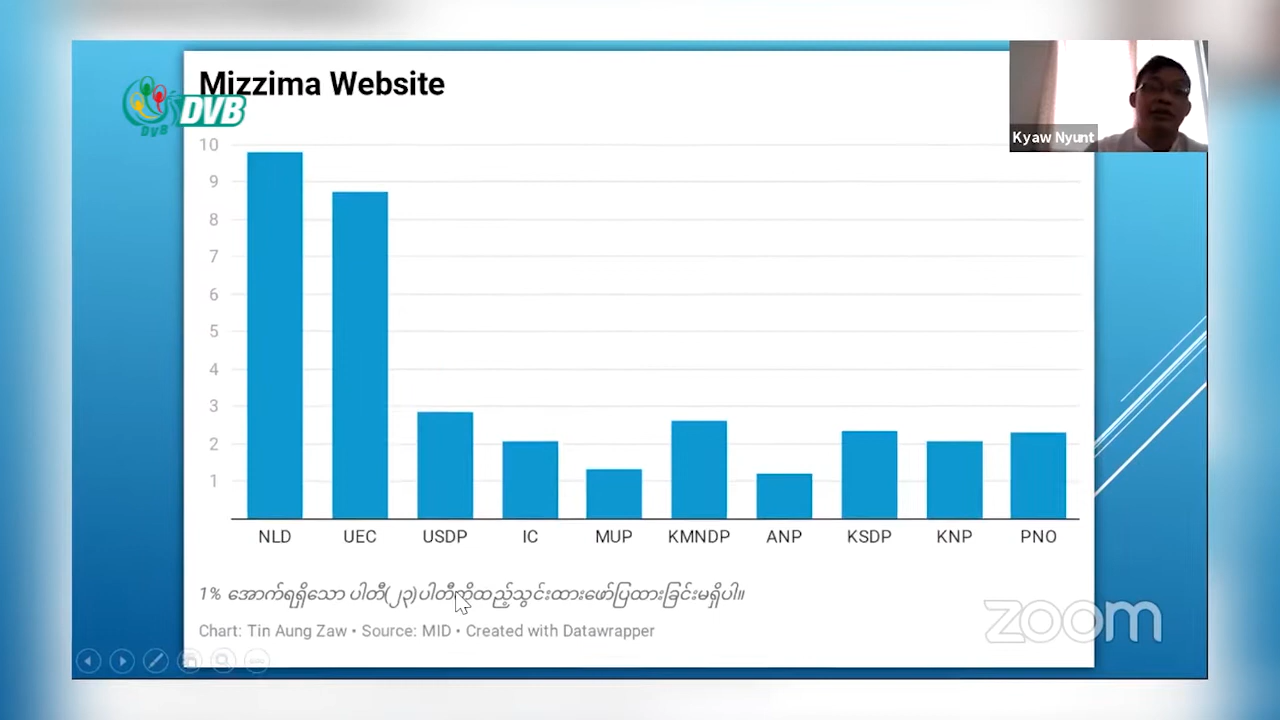 Mizzima Website
DVB
DVB
Kyaw Nyunt
10
9
8
7
6
5
4
3
2
1
NLD UEC USDP IC MUP KMNDP ANP KSDP KNP PNO
1% အောက်ရရှိသော ပါတီ(၂၃)ပါတီကိုထည့်သွင်းထားဖော်ပြထားခြင်းမရှိပါ။
Chart: Tin Aung Zaw • Source: MID • Created with Datawrapper
zoom